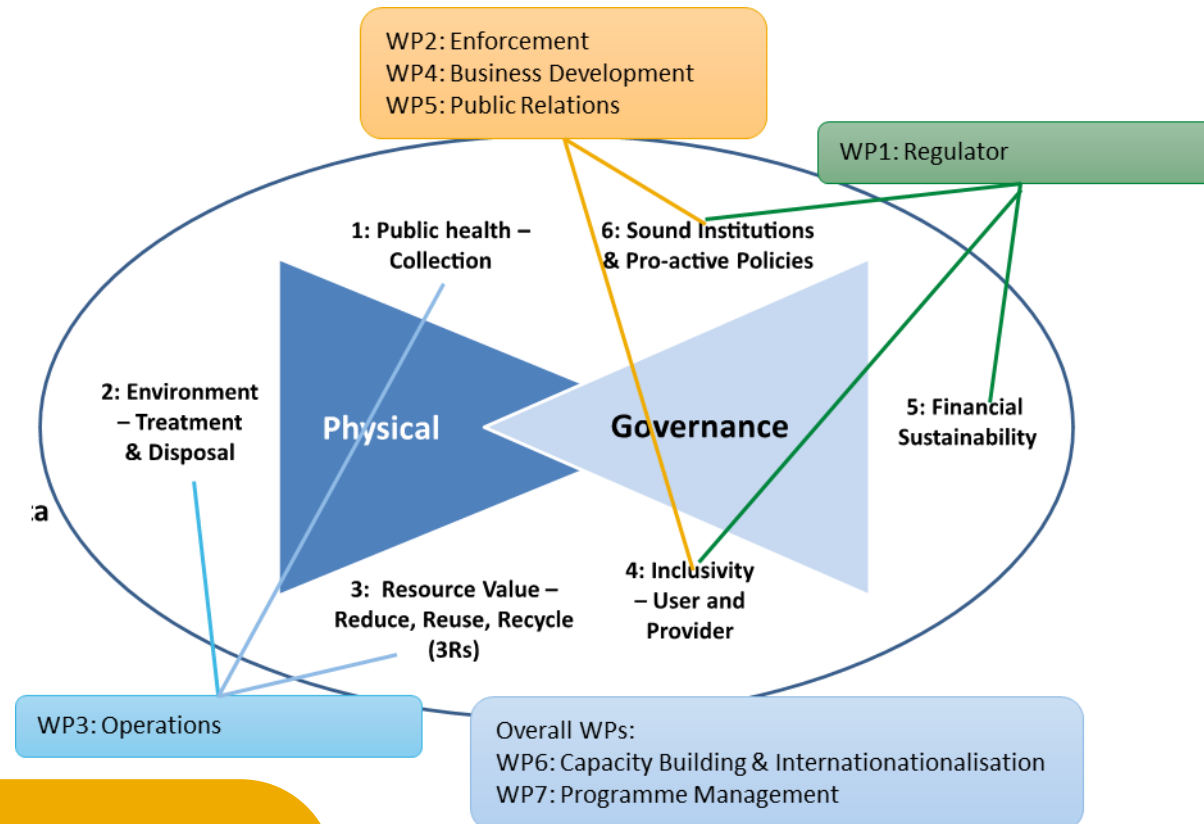 WP2: Enforcement
WP4: Business Development
WP5: Public Relations
WP1: Regulator
1: Public health –
Collection
6: Sound Institutions
& Pro-active Policies
2: Environment
– Treatment
& Disposal
Physical
Governance
5: Financial
Sustainability
4: Inclusivity
– User and
Provider
3: Resource Value –
Reduce, Reuse, Recycle
(3Rs)
WP3: Operations
Overall WPs:
WP6: Capacity Building & Internationationalisation
WP7: Programme Management